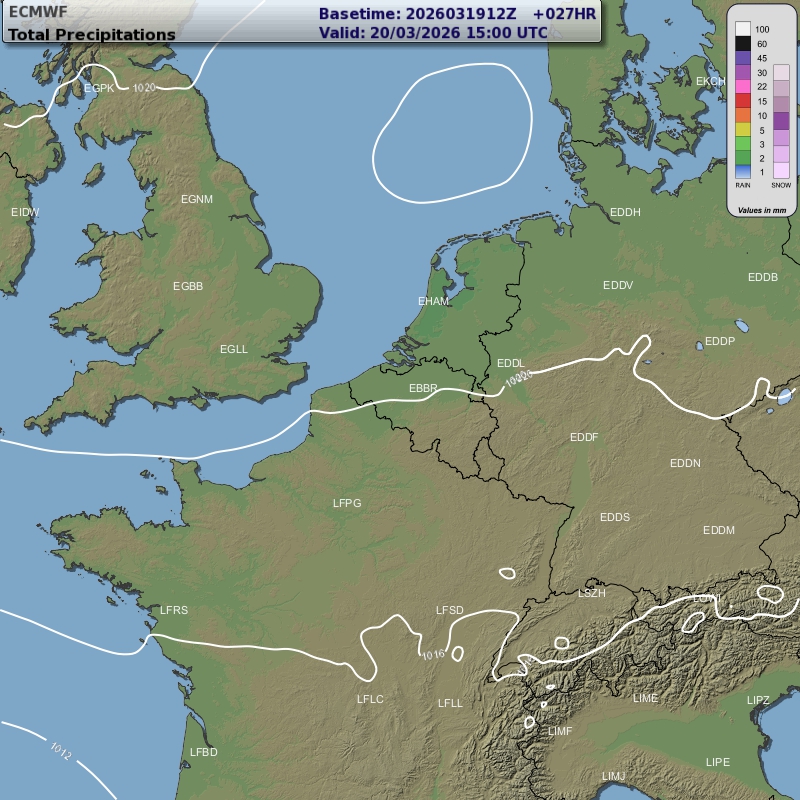 ECMWF
Basetime: 2026031912Z +027HR
Total Precipitations
Valid: 20/03/2026 15:00 UTC
100
60
45
30
22
15
10
5
3
2
1
RAIN SNOW
Values in mm
EKCH
EGPK
1020
EGNM
EIDW
EDDH
EGBB
EDDV
EDDB
EHAM
EGLL
EDDP
EDDL
EBBR
EDDF
EDDN
LFPG
EDDS
EDDM
LSZH
LOWI
LFRS
LFSD
1016
LFLC
LFLL
LIME
LIPZ
LIMF
LFBD
1012
LIPE
LIMJ